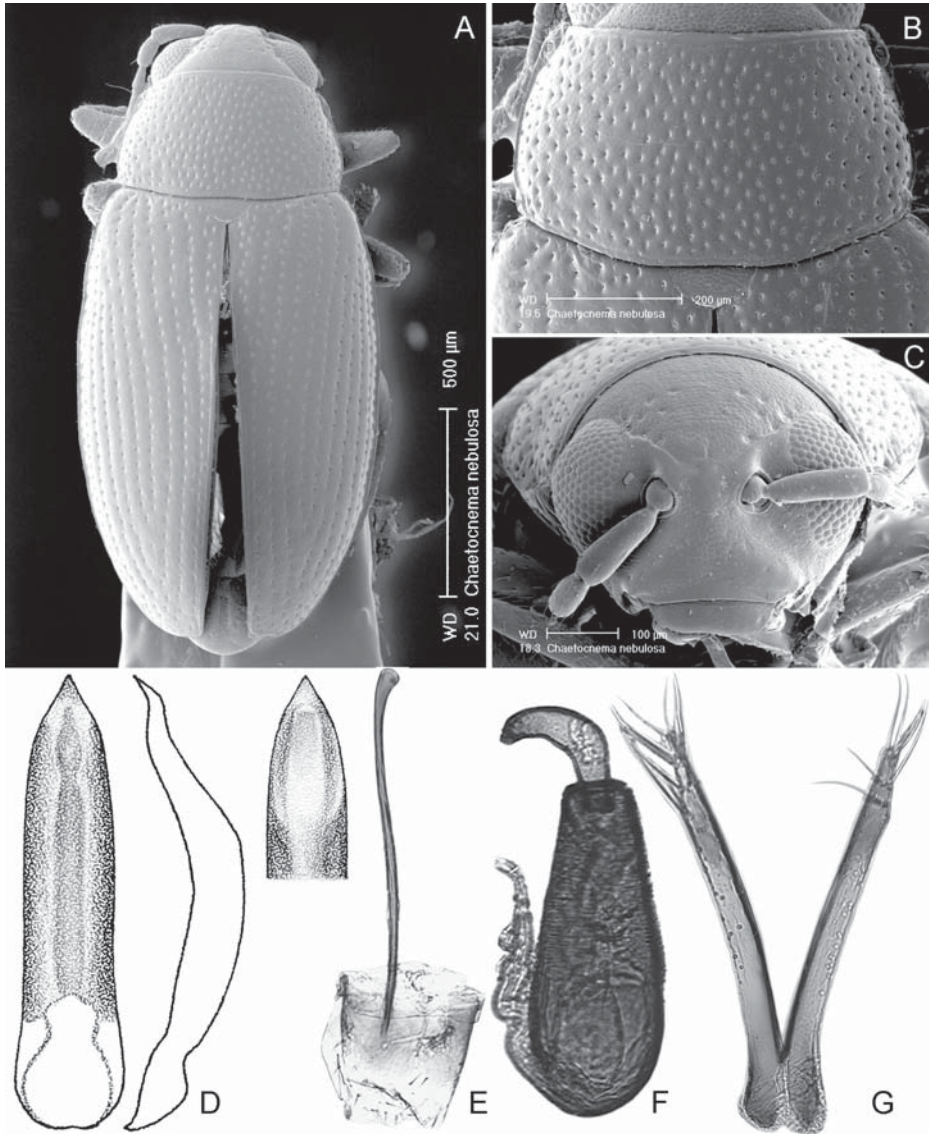 A
500 µm
WD
21.0 Chaetocnema nebulosa
B
WD 200 µm
19.5 Chaetocnema nebulosa
C
WD 100 µm
18.3 Chaetocnema nebulosa
D
E
F
G